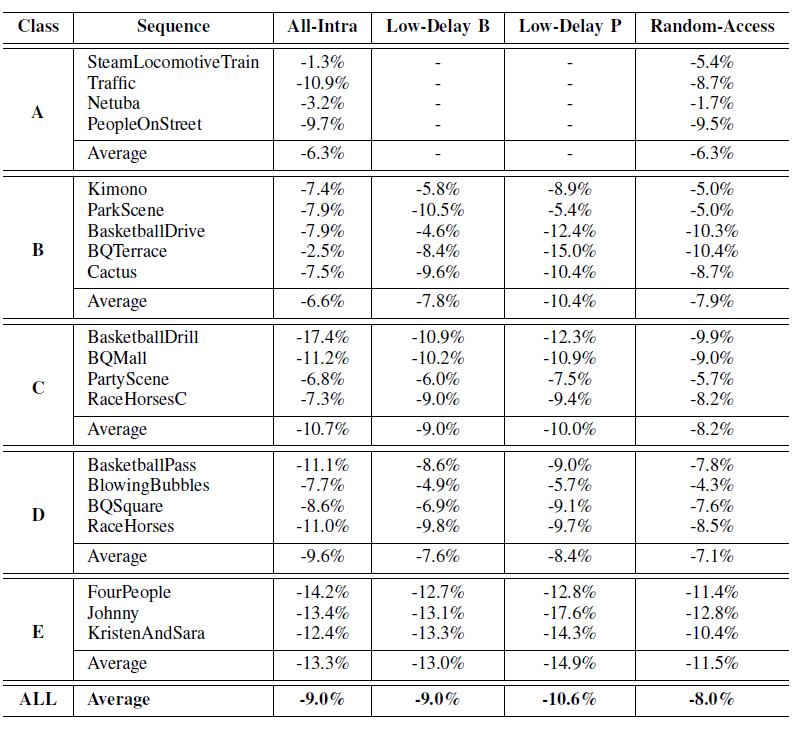 Class Sequence All-Intra Low-Delay B Low-Delay P Random-Access
SteamLocomotiveTrain -1.3% - - -5.4%
Traffic -10.9% - - -8.7%
Netuba -3.2% - - -1.7%
A
PeopleOnStreet -9.7% - - -9.5%
Average -6.3% - - -6.3%
Kimono -7.4% -5.8% -8.9% -5.0%
ParkScene -7.9% -10.5% -5.4% -5.0%
BasketballDrive -7.9% -4.6% -12.4% -10.3%
B BQTerrace -2.5% -8.4% -15.0% -10.4%
Cactus -7.5% -9.6% -10.4% -8.7%
Average -6.6% -7.8% -10.4% -7.9%
BasketballDrill -17.4% -10.9% -12.3% -9.9%
BQMall -11.2% -10.2% -10.9% -9.0%
PartyScene -6.8% -6.0% -7.5% -5.7%
C
RaceHorsesC -7.3% -9.0% -9.4% -8.2%
Average -10.7% -9.0% -10.0% -8.2%
BasketballPass -11.1% -8.6% -9.0% -7.8%
BlowingBubbles -7.7% -4.9% -5.7% -4.3%
BQSquare -8.6% -6.9% -9.1% -7.6%
D
RaceHorses -11.0% -9.8% -9.7% -8.5%
Average -9.6% -7.6% -8.4% -7.1%
FourPeople -14.2% -12.7% -12.8% -11.4%
Johnny -13.4% -13.1% -17.6% -12.8%
E KristenAndSara -12.4% -13.3% -14.3% -10.4%
Average -13.3% -13.0% -14.9% -11.5%
ALL Average -9.0% -9.0% -10.6% -8.0%